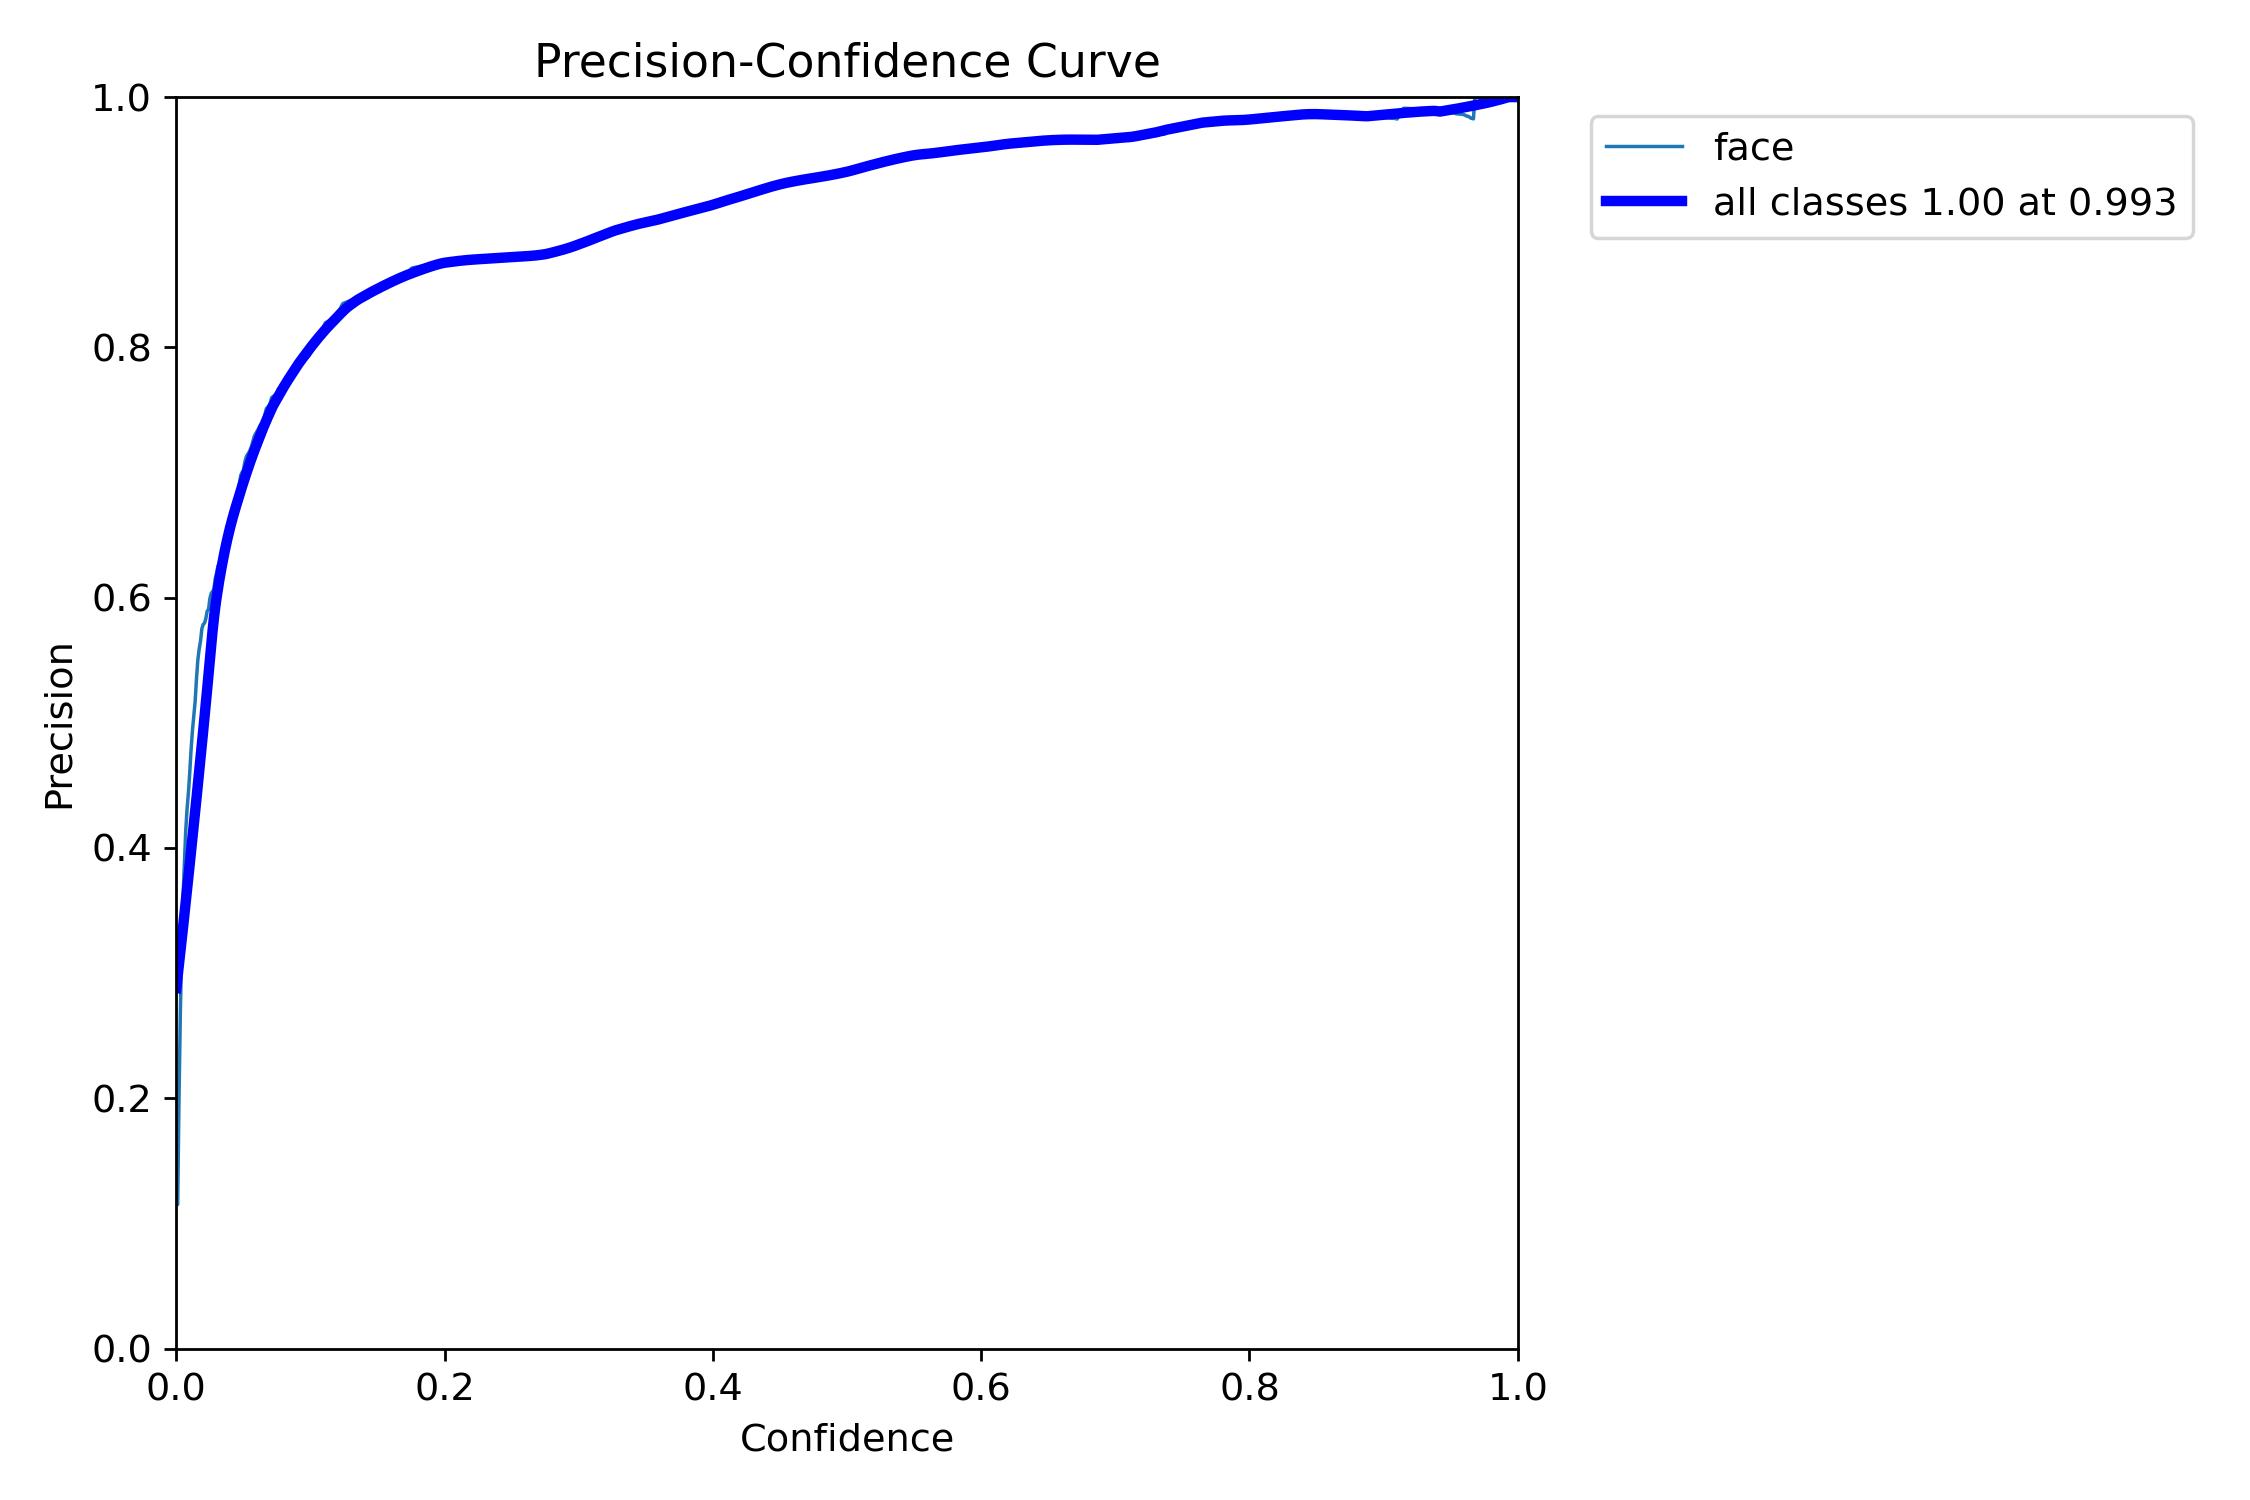 Precision-Confidence Curve
1.0
0.8
0.6
0.4
0.2
0.0
Precision
0.0 0.2 0.4 0.6 0.8 1.0
Confidence
face
all classes 1.00 at 0.993